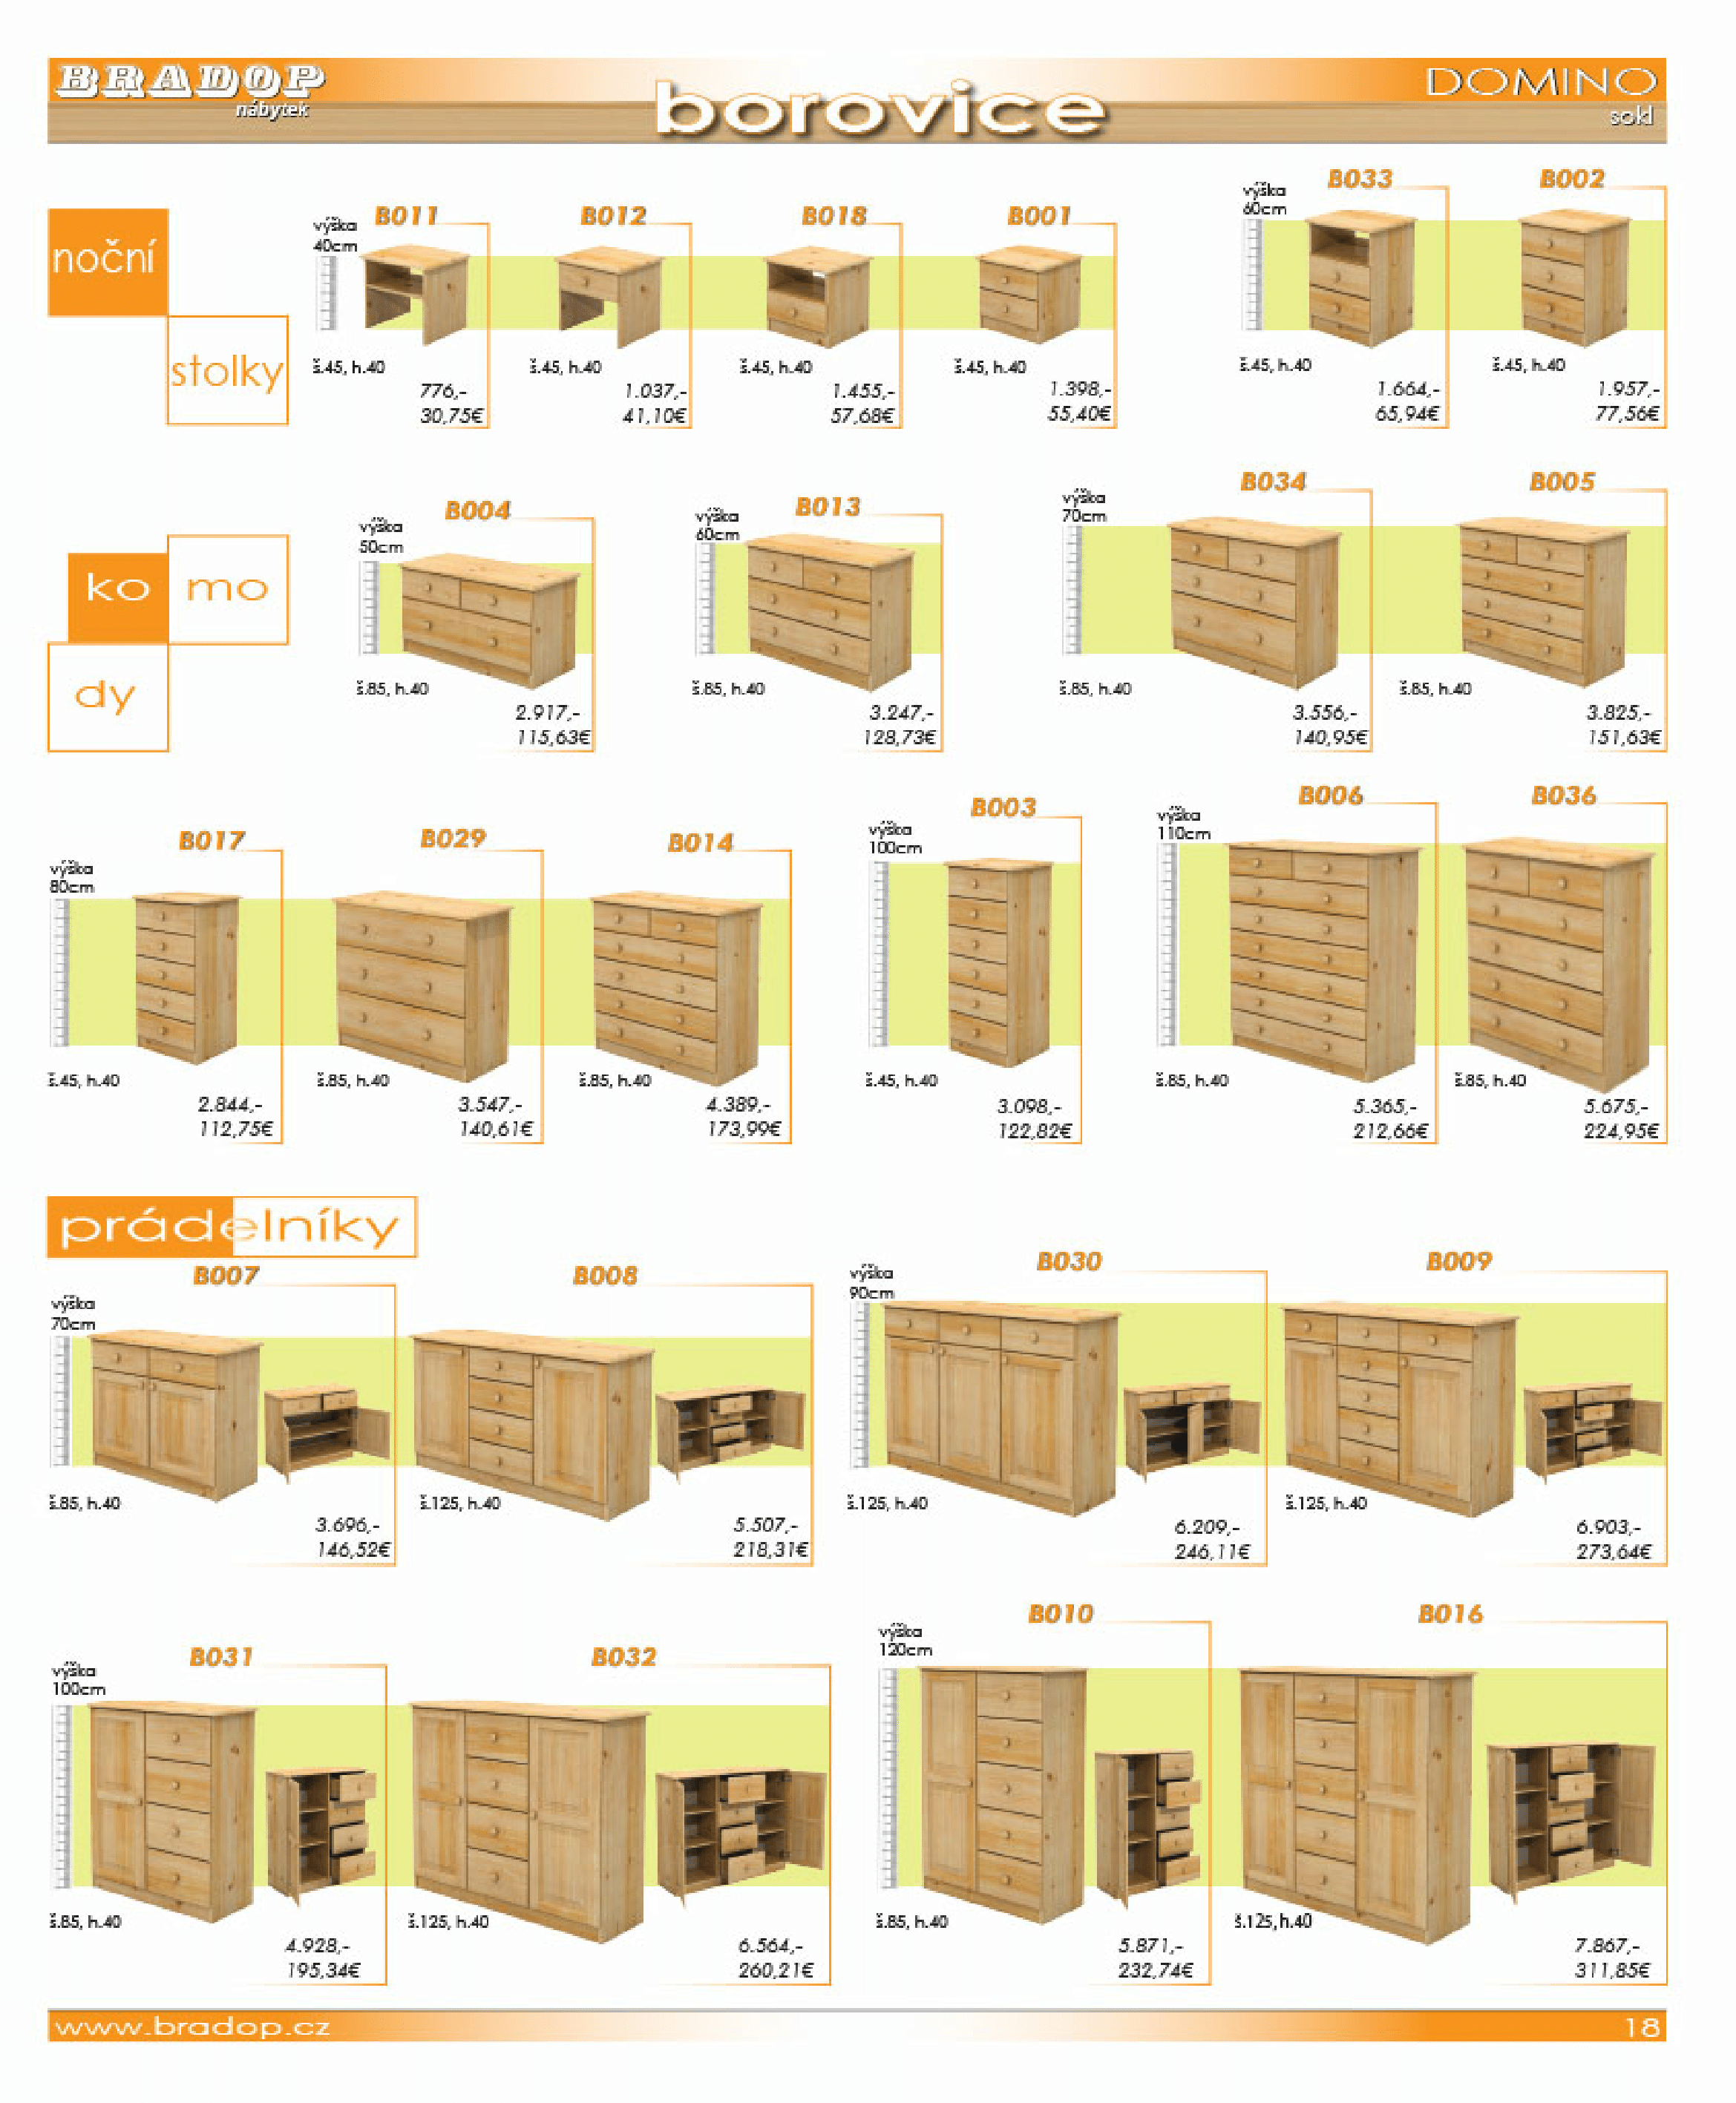 BRADOP
nábytek
borovice
DOMINO
sokl
noční
stolky
výška
40cm
B011
š.45, h.40
776,-
30,75€
B012
š.45, h.40
1.037,-
41,10€
B018
š.45, h.40
1.455,-
57,68€
B001
š.45, h.40
1.398,-
55,40€
výška
60cm
B033
š.45, h.40
1.664,-
65,94€
B002
š.45, h.40
1.957,-
77,56€
ko mo
dy
výška
50cm
B004
š.85, h.40
2.917,-
115,63€
výška
60cm
B013
š.85, h.40
3.247,-
128,73€
výška
70cm
B034
š.85, h.40
3.556,-
140,95€
B005
š.85, h.40
3.825,-
151,63€
výška
80cm
B017
š.45, h.40
2.844,-
112,75€
B029
š.85, h.40
3.547,-
140,61€
B014
š.85, h.40
4.389,-
173,99€
výška
100cm
B003
š.45, h.40
3.098,-
122,82€
výška
110cm
B006
š.85, h.40
5.365,-
212,66€
B036
š.85, h.40
5.675,-
224,95€
prádelníky
výška
70cm
B007
š.85, h.40
3.696,-
146,52€
B008
š.125, h.40
5.507,-
218,31€
výška
90cm
B030
š.125, h.40
6.209,-
246,11€
B009
š.125, h.40
6.903,-
273,64€
výška
100cm
B031
š.85, h.40
4.928,-
195,34€
B032
š.125, h.40
6.564,-
260,21€
výška
120cm
B010
š.85, h.40
5.871,-
232,74€
B016
š.125,h.40
7.867,-
311,85€
www.bradop.cz
18